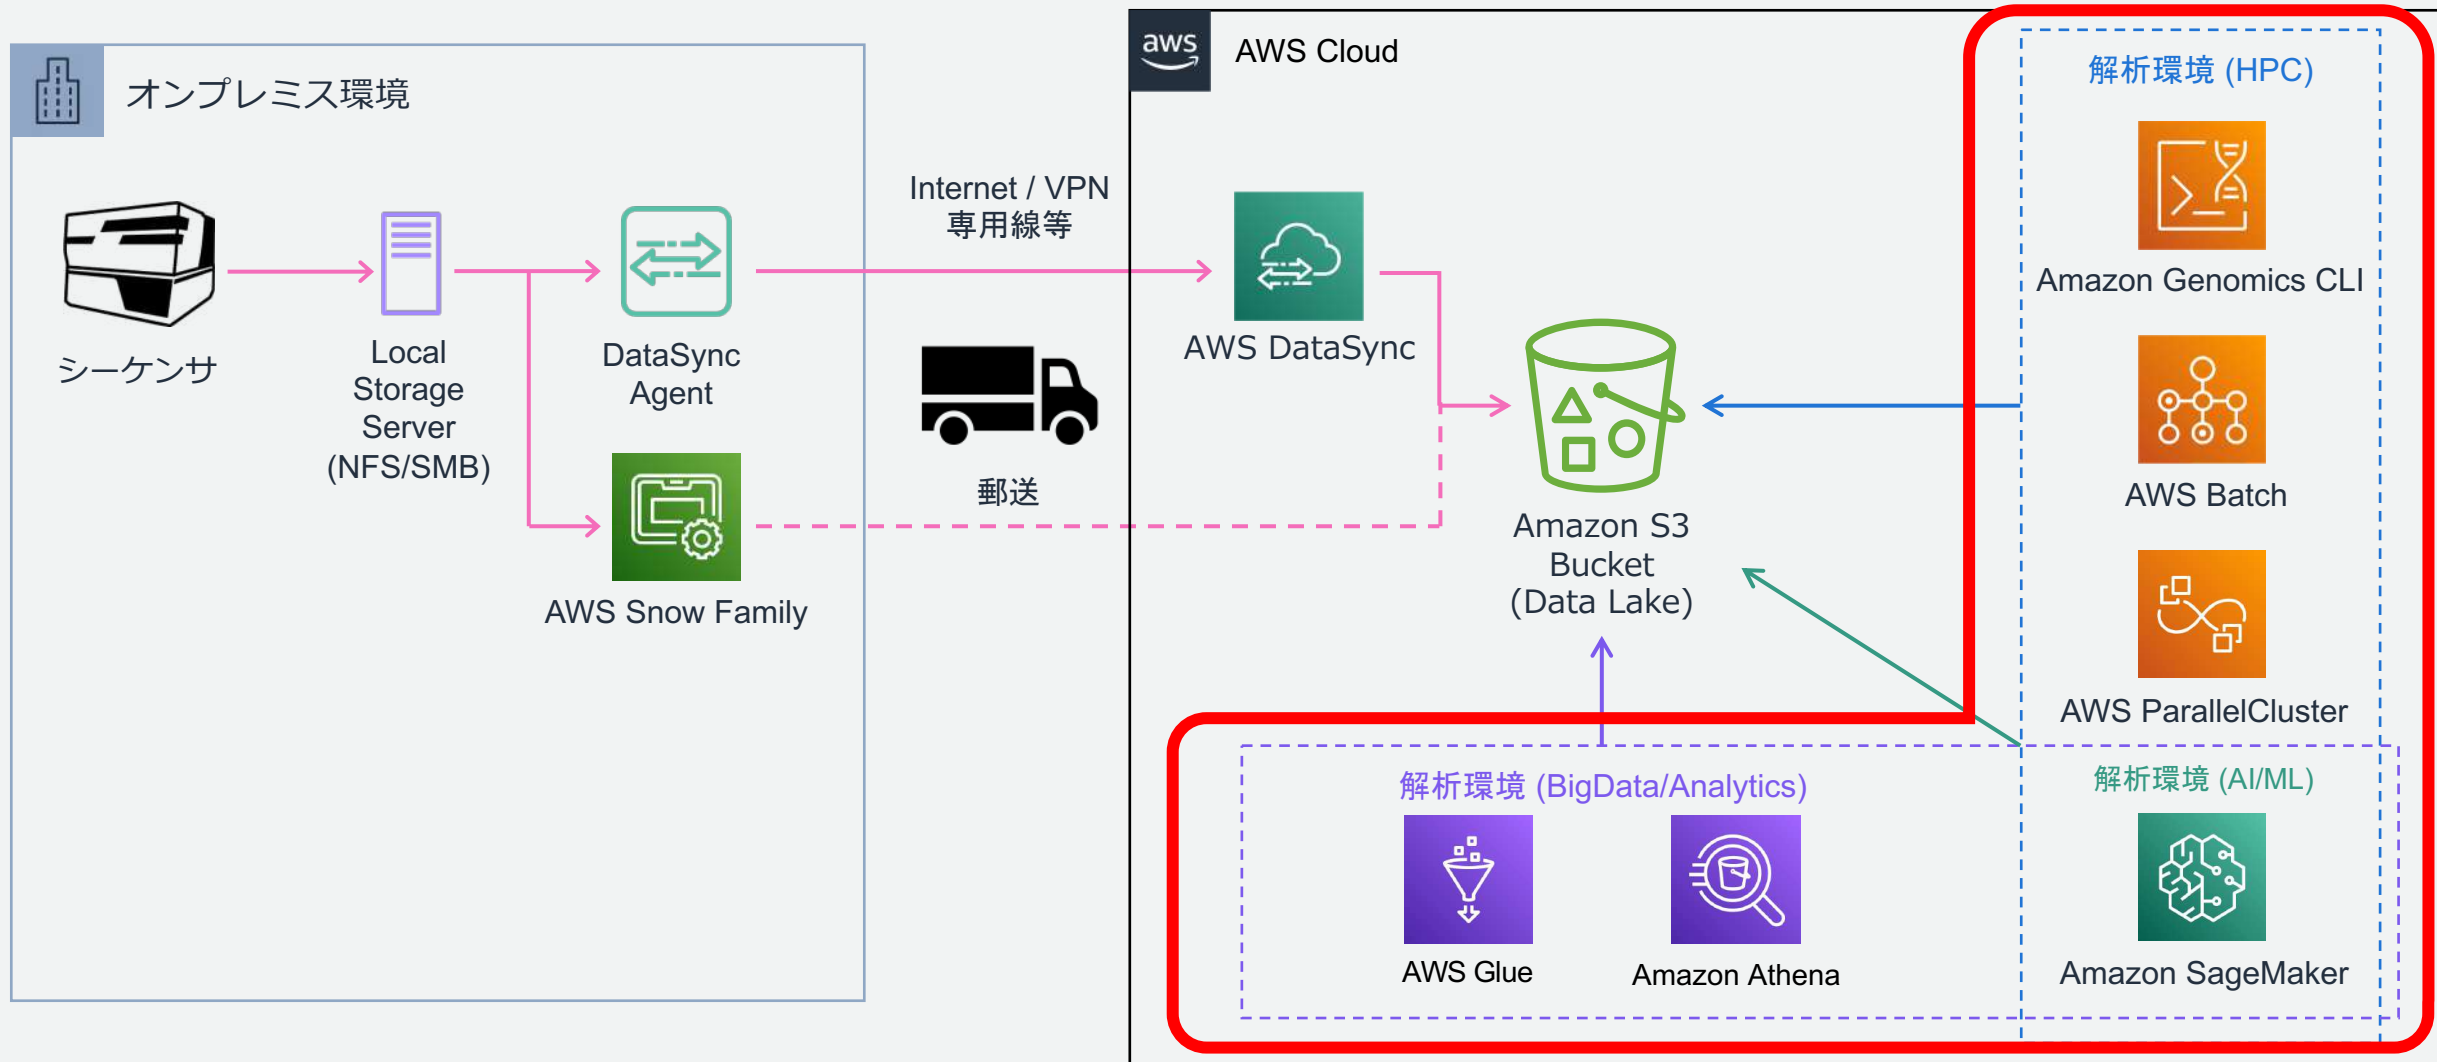 オンプレミス環境
シーケンサ
Local
Storage
Server
(NFS/SMB)
DataSync
Agent
AWS Snow Family
Internet / VPN
専用線等
郵送
aws
AWS Cloud
AWS DataSync
Amazon S3
Bucket
(Data Lake)
解析環境 (HPC)
Amazon Genomics CLI
AWS Batch
AWS ParallelCluster
解析環境 (BigData/Analytics)
AWS Glue
Amazon Athena
解析環境 (AI/ML)
Amazon SageMaker